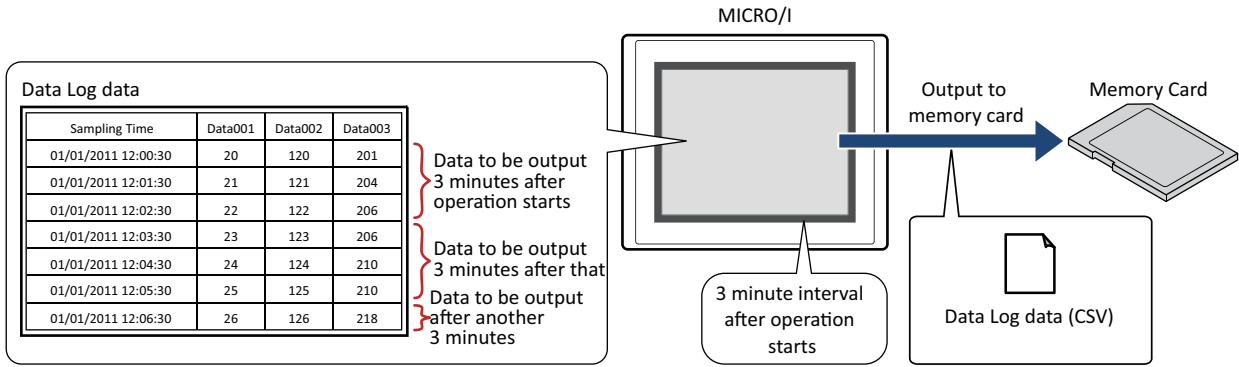 MICRO/I
Data Log data
Sampling Time Data001 Data002 Data003
01/01/2011 12:00:30 20 120 201
01/01/2011 12:01:30 21 121 204
01/01/2011 12:02:30 22 122 206
01/01/2011 12:03:30 23 123 206
01/01/2011 12:04:30 24 124 210
01/01/2011 12:05:30 25 125 210
01/01/2011 12:06:30 26 126 218
Data to be output
3 minutes after
operation starts
Data to be output
3 minutes after that
Data to be output
after another
3 minutes
3 minute interval
after operation
starts
Output to
memory card
Memory Card
Data Log data (CSV)